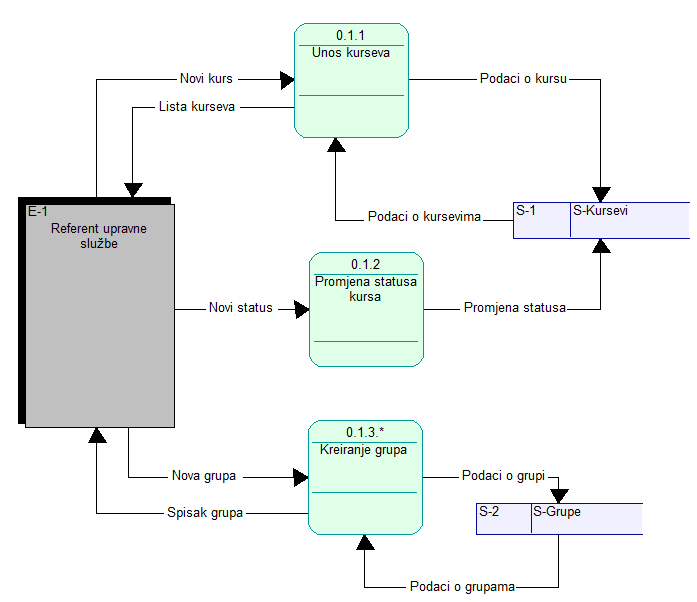 0.1.1
Unos kurseva
Novi kurs
Podaci o kursu
Lista kurseva
E-1
Referent upravne
službe
Podaci o kursevima
S-1
S-Kursevi
0.1.2
Promjena statusa
kursa
Novi status
Promjena statusa
0.1.3.*
Kreiranje grupa
Nova grupa
Podaci o grupi
Spisak grupa
S-2
S-Grupe
Podaci o grupama